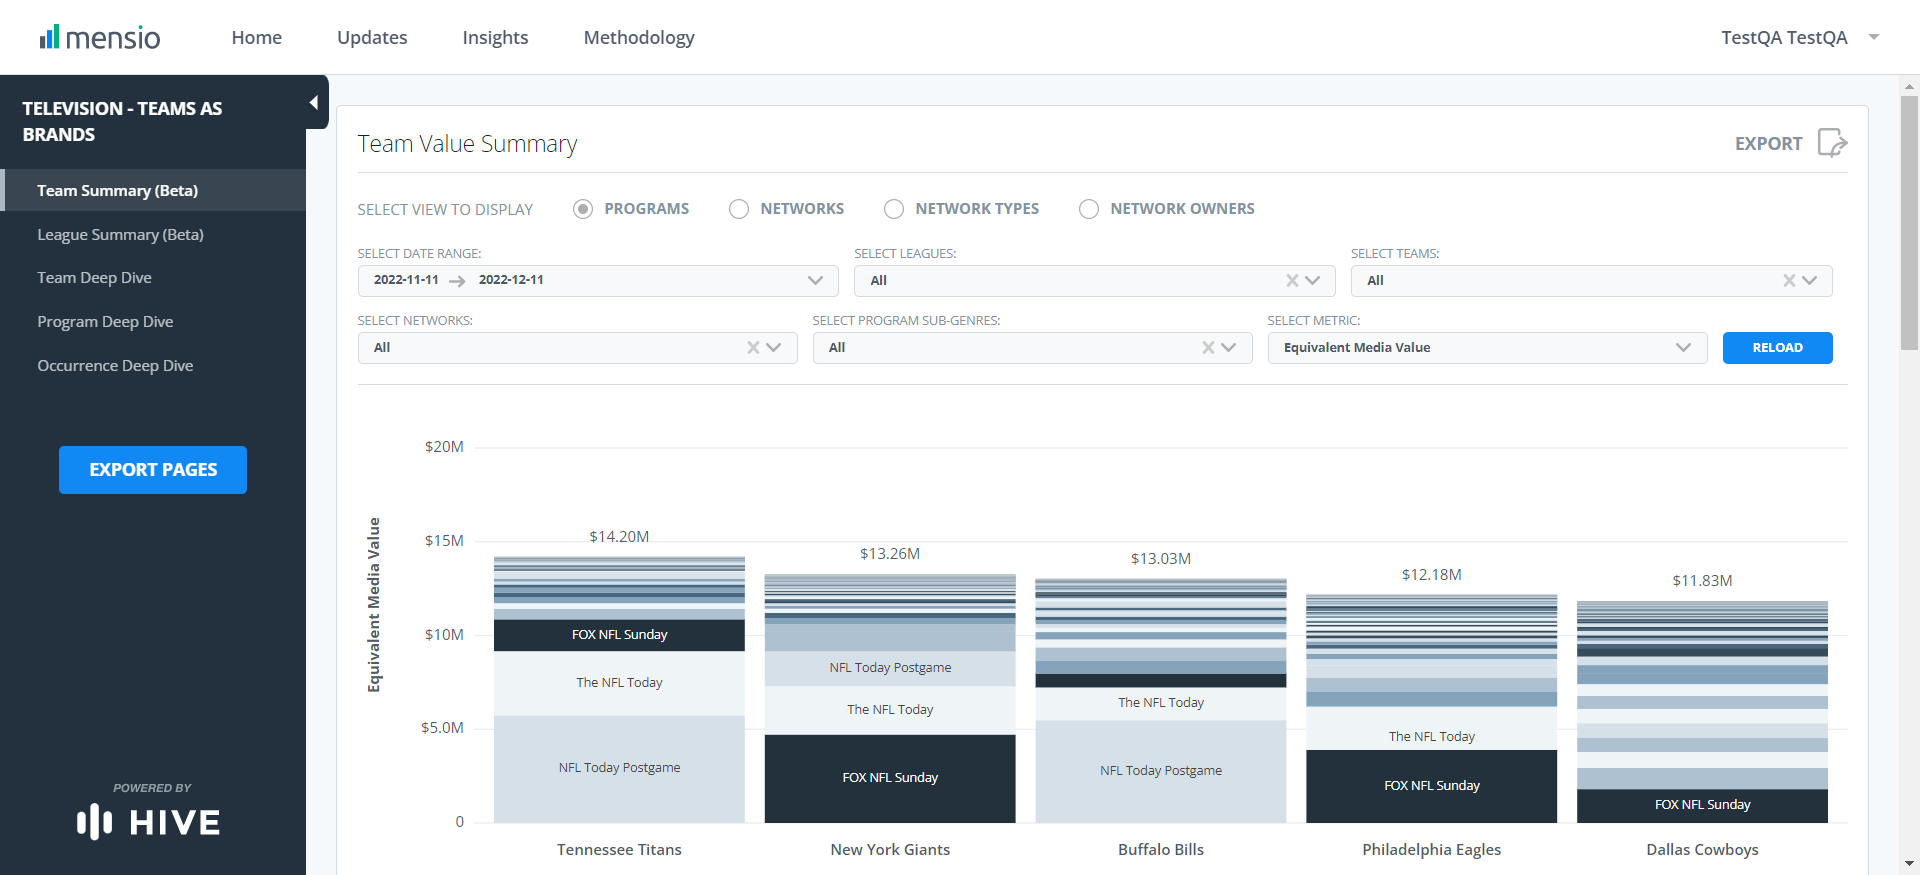 mensio
Home
Updates
Insights
Methodology
TestQA TestQA
TELEVISION - TEAMS AS
BRANDS
Team Summary (Beta)
League Summary (Beta)
Team Deep Dive
Program Deep Dive
Occurrence Deep Dive
EXPORT PAGES
POWERED BY
HIVE
Team Value Summary
EXPORT
SELECT VIEW TO DISPLAY
PROGRAMS
NETWORKS
NETWORK TYPES
NETWORK OWNERS
SELECT DATE RANGE:
2022-11-11
2022-12-11
SELECT LEAGUES:
All
SELECT TEAMS:
All
SELECT NETWORKS:
All
SELECT PROGRAM SUB-GENRES:
All
SELECT METRIC:
Equivalent Media Value
RELOAD
Equivalent Media Value
$20M
$15M
$10M
$5.0M
0
$14.20M
FOX NFL Sunday
The NFL Today
NFL Today Postgame
Tennessee Titans
$13.26M
NFL Today Postgame
The NFL Today
FOX NFL Sunday
New York Giants
$13.03M
The NFL Today
NFL Today Postgame
Buffalo Bills
$12.18M
The NFL Today
FOX NFL Sunday
Philadelphia Eagles
$11.83M
FOX NFL Sunday
Dallas Cowboys